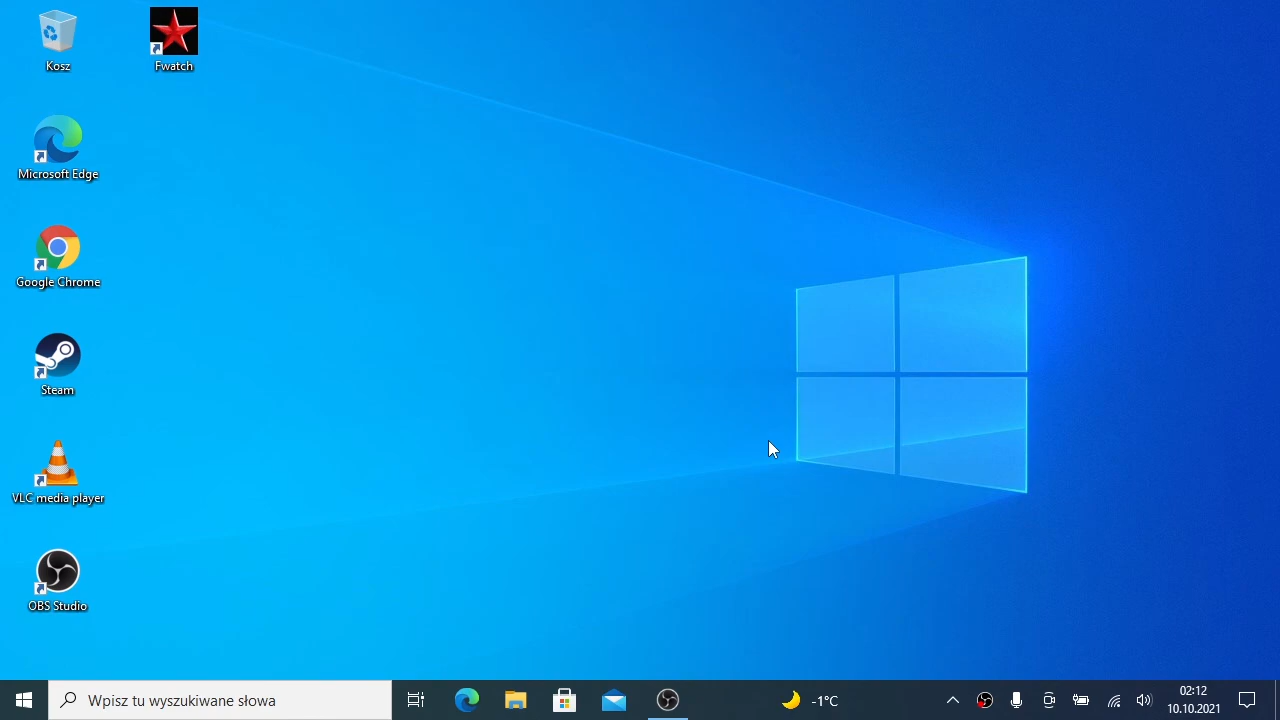 Kosz
Fwatch
Microsoft Edge
Google Chrome
Steam
VLC media player
OBS Studio
Wpisz tu wyszukiwane słowa
-1°C
02:12
10.10.2021